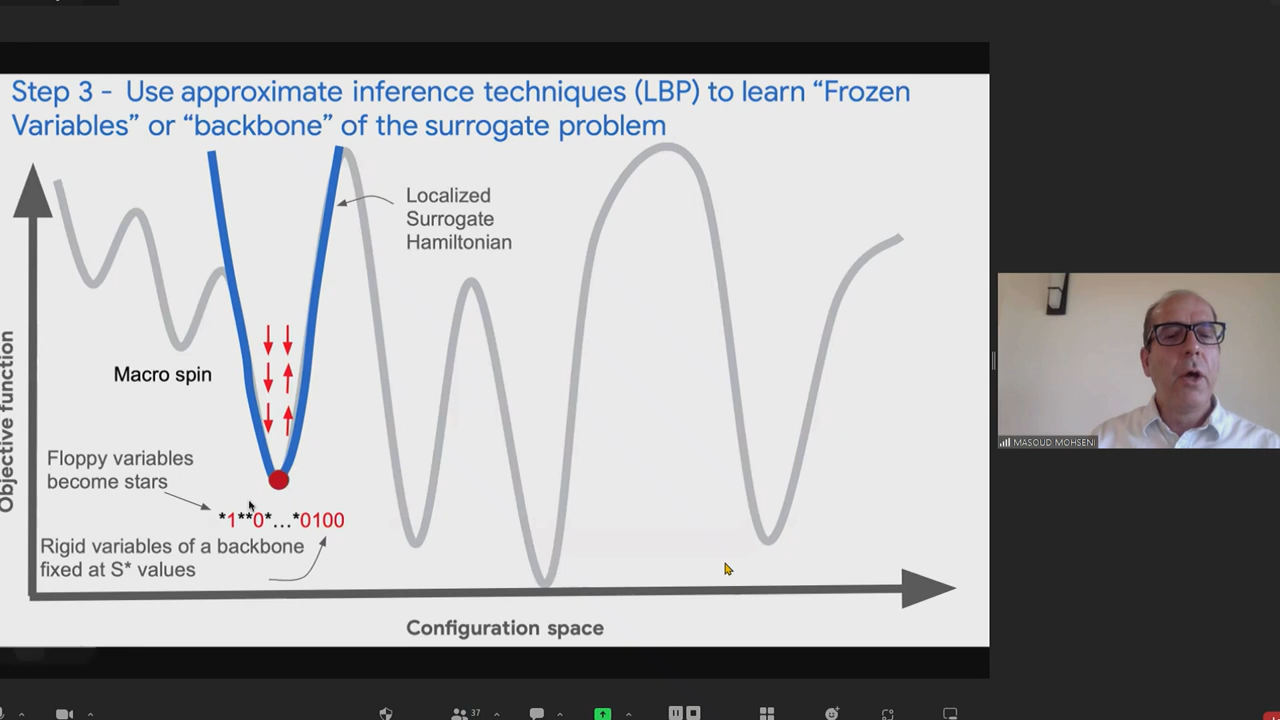 Step 3 - Use approximate inference techniques (LBP) to learn “Frozen
Variables” or “backbone” of the surrogate problem
Localized
Surrogate
Hamiltonian
Objective function
Macro spin
Floppy variables
become stars
*1**0*...*0100
Rigid variables of a backbone
fixed at S* values
Configuration space
MASOUD MOHSENI
37